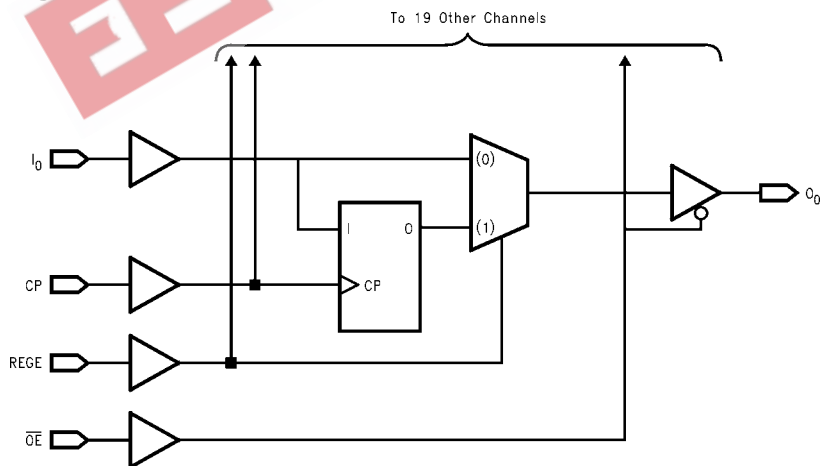 To 19 Other Channels
I0
(0)
I
O
(1)
O0
CP
CP
REGE
OE